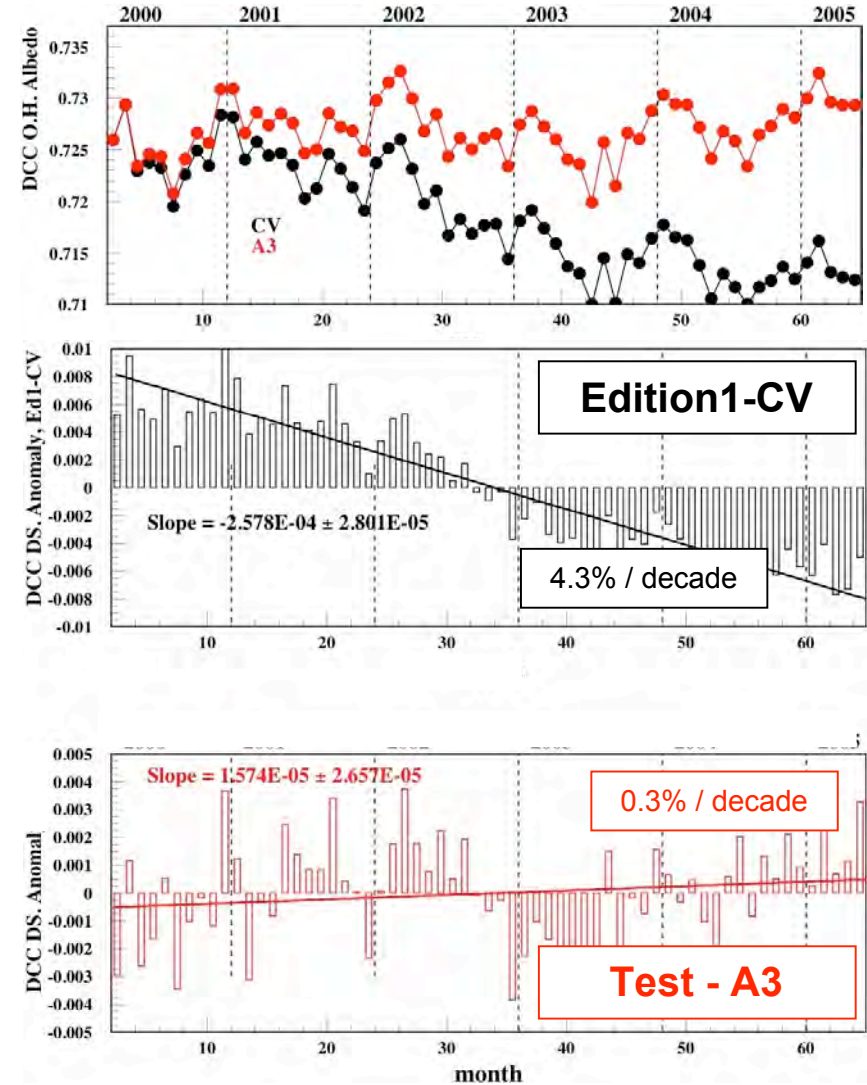 2000 2001 2002 2003 2004 2005
DCC O.H. Albedo
0.735
0.73
0.725
0.72
0.715
0.71
CV
A3
10 20 30 40 50 60
DCC DS. Anomaly, Ed1-CV
0.01
0.008
0.006
0.004
0.002
0
-0.002
-0.004
-0.006
-0.008
-0.01
Edition1-CV
Slope = -2.578E-04 ± 2.801E-05
4.3% / decade
10 20 30 40 50 60
DCC DS. Anomal
0.005
0.004
0.003
0.002
0.001
0
-0.001
-0.002
-0.003
-0.004
-0.005
Slope = 1.574E-05 ± 2.657E-05
0.3% / decade
Test - A3
10 20 30 40 50 60
month